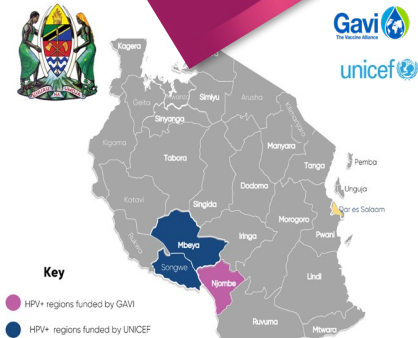 Gavi
The Vaccine Alliance
unicef
Kagera
Geita
Simiyu
Arusha
Kilimanjaro
Sinyanga
Manyara
Kigoma
Tabora
Tanga
Pemba
Unguja
Dodoma
Katavi
Singida
Dar es Salaam
Morogoro
Pwani
Rukwa
Mbeya
Iringa
Songwe
Njombe
Lindi
Ruvuma
Mtwara
Key
HPV+ regions funded by GAVI
HPV+ regions funded by UNICEF